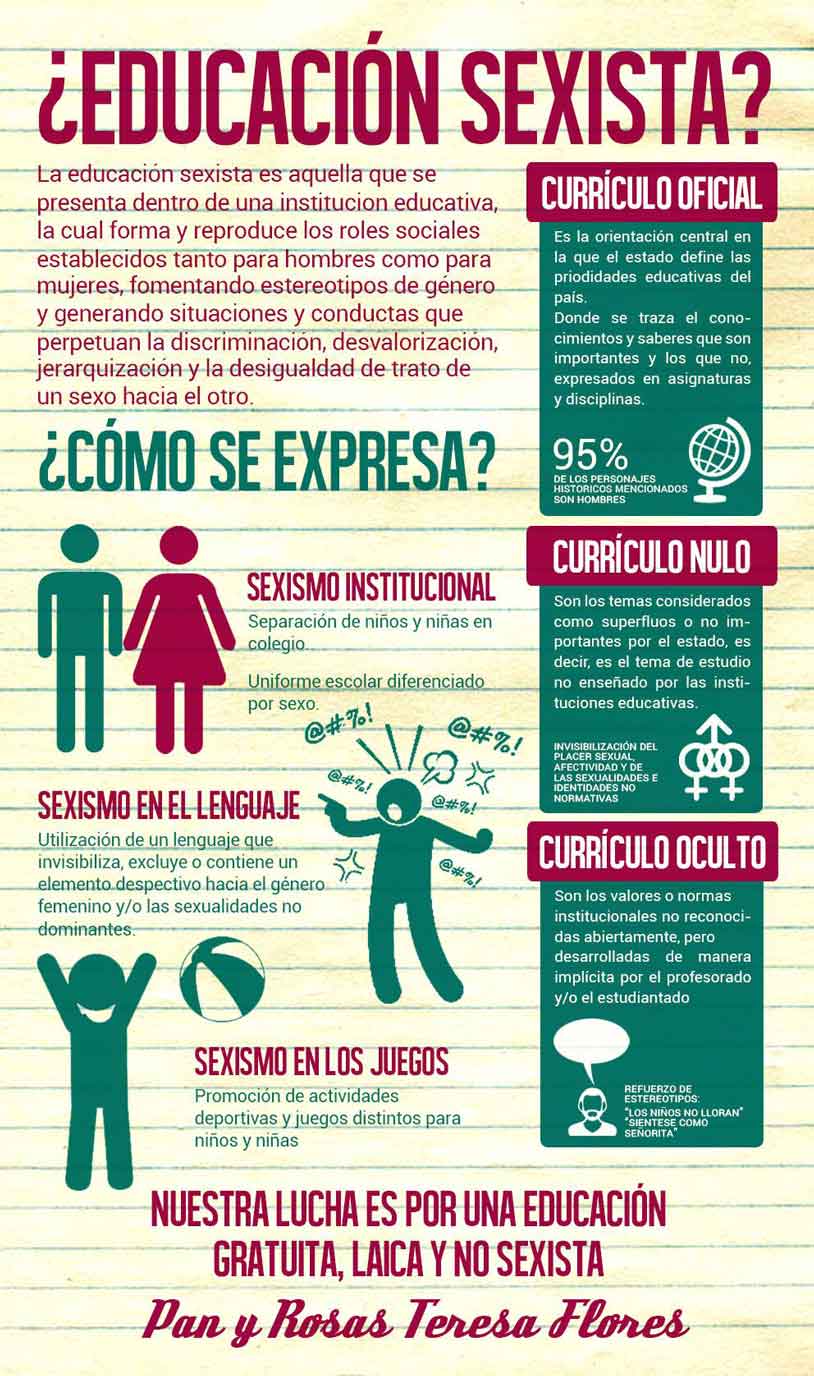 ¿EDUCACIÓN SEXISTA?
La educación sexista es aquella que se
presenta dentro de una institucion educativa,
la cual forma y reproduce los roles sociales
establecidos tanto para hombres como para
mujeres, fomentando estereotipos de género
y generando situaciones y conductas que
perpetuan la discriminación, desvalorización,
jerarquización y la desigualdad de trato de
un sexo hacia el otro.
¿CÓMO SE EXPRESA?
SEXISMO INSTITUCIONAL
Separación de niños y niñas en
colegio..
Uniforme escolar diferenciado
por sexo.
@#%!
@#%!
@#%!
@#%!
@#%!
SEXISMO EN EL LENGUAJE
Utilización de un lenguaje que
invisibiliza, excluye o contiene un
elemento despectivo hacia el género
femenino y/o las sexualidades no
dominantes.
SEXISMO EN LOS JUEGOS
Promoción de actividades
deportivas y juegos distintos para
niños y niñas
CURRÍCULO OFICIAL
Es la orientación central en
la que el estado define las
priodidades educativas del
país.
Donde se traza el cono-
cimientos y saberes que son
importantes y los que no,
expresados en asignaturas
y disciplinas.
95%
DE LOS PERSONAJES
HISTORICOS MENCIONADOS
SON HOMBRES
CURRÍCULO NULO
Son los temas considerados
como superfluos o no im-
portantes por el estado, es
decir, es el tema de estudio
no enseñado por las insti-
tuciones educativas.
INVISIBILIZACIÓN DEL
PLACER SEXUAL,
AFECTIVIDAD Y DE
LAS SEXUALIDADES E
IDENTIDADES NO
NORMATIVAS
CURRÍCULO OCULTO
Son los valores o normas
institucionales no reconoci-
das abiertamente, pero
desarrolladas de manera
implícita por el profesorado
y/o el estudiantado
REFUERZO DE
ESTEREOTIPOS:
"LOS NIÑOS NO LLORAN"
"SIENTESE COMO
SEÑORITA"
NUESTRA LUCHA ES POR UNA EDUCACIÓN
GRATUITA, LAICA Y NO SEXISTA
Pan y Rosas Teresa Flores